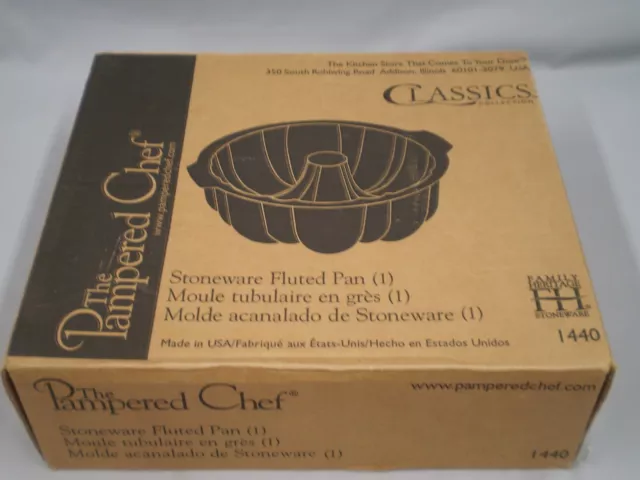 The Kitchen Store That Comes To Your Door™
350 South Rohlwing Road Addison, Illinois 60101-3079 USA
CLASSICS
COLLECTION
The
Pampered Chef®
www.pamperedchef.com
Stoneware Fluted Pan (1)
Moule tubulaire en grès (1)
Molde acanalado de Stoneware (1)
FAMILY
HERITAGE
STONEWARE
1440
Made in USA/Fabriqué aux États-Unis/Hecho en Estados Unidos
The
Pampered Chef®
www.pamperedchef.com
Stoneware Fluted Pan (1)
Moule tubulaire en grès (1)
Molde acanalado de Stoneware (1)
1440